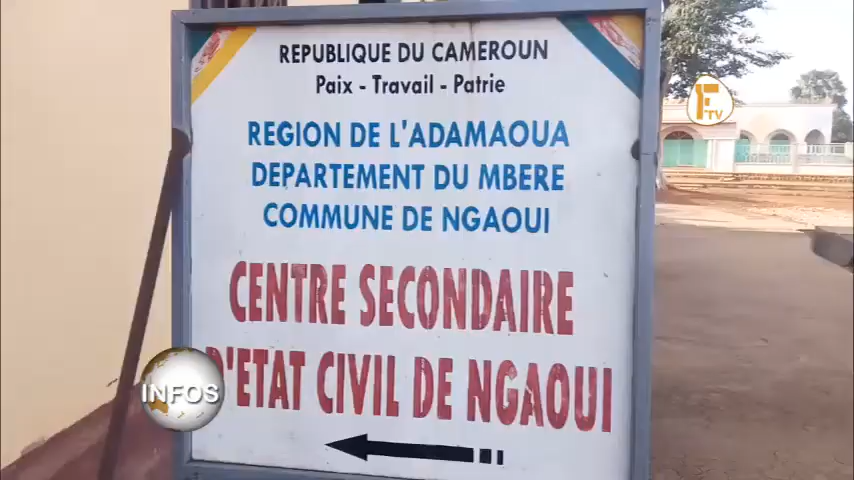 REPUBLIQUE DU CAMEROUN
Paix - Travail - Patrie
REGION DE L'ADAMAOUA
DEPARTEMENT DU MBERE
COMMUNE DE NGAOUI
CENTRE SECONDAIRE
D'ETAT CIVIL DE NGAOUI
INFOS
FTV